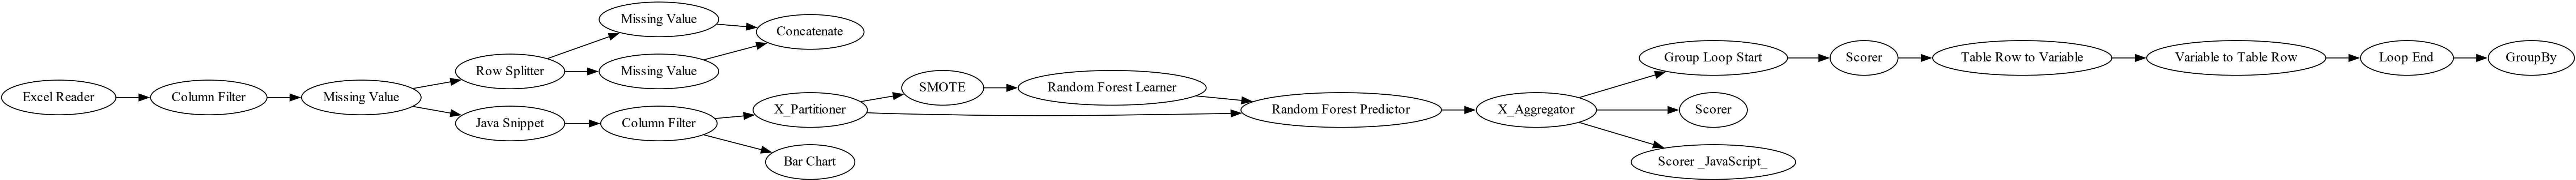 Excel Reader
Column Filter
Missing Value
Row Splitter
Missing Value
Missing Value
Concatenate
Java Snippet
Column Filter
X_Partitioner
Bar Chart
SMOTE
Random Forest Learner
Random Forest Predictor
X_Aggregator
Group Loop Start
Scorer
Table Row to Variable
Variable to Table Row
Loop End
GroupBy
Scorer
Scorer _JavaScript_